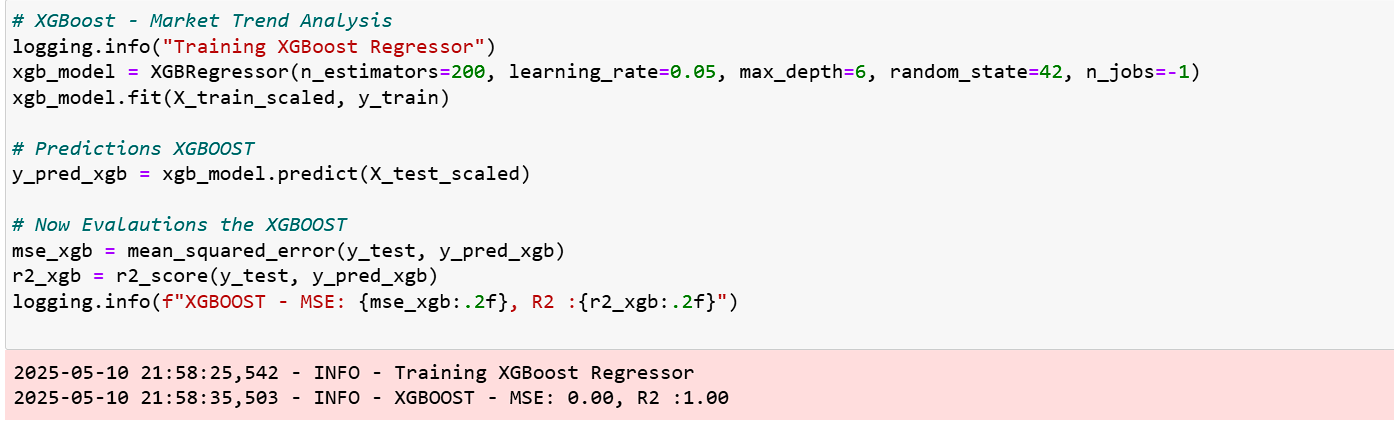 # XGBoost - Market Trend Analysis
logging.info("Training XGBoost Regressor")
xgb_model = XGBRegressor(n_estimators=200, learning_rate=0.05, max_depth=6, random_state=42, n_jobs=-1)
xgb_model.fit(X_train_scaled, y_train)
# Predictions XGBOOST
y_pred_xgb = xgb_model.predict(X_test_scaled)
# Now Evalautions the XGBOOST
mse_xgb = mean_squared_error(y_test, y_pred_xgb)
r2_xgb = r2_score(y_test, y_pred_xgb)
logging.info(f"XGBOOST - MSE: {mse_xgb:.2f}, R2 :{r2_xgb:.2f}")
2025-05-10 21:58:25,542 - INFO - Training XGBoost Regressor
2025-05-10 21:58:35,503 - INFO - XGBOOST - MSE: 0.00, R2 :1.00